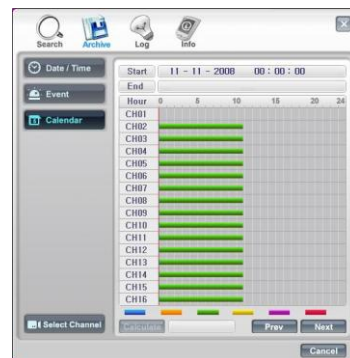 Search Archive Log Info
Date / Time
Event
Calendar
Select Channel
Start 11 - 11 - 2008 00 : 00 : 00
End
Hour 0 5 10 15 20 24
CH01
CH02
CH03
CH04
CH05
CH06
CH07
CH08
CH09
CH10
CH11
CH12
CH13
CH14
CH15
CH16
Calculate Prev Next
Cancel